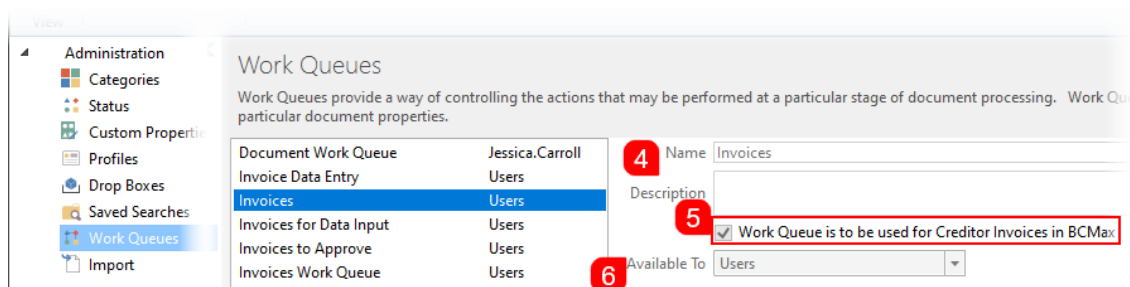 View
Administration
Categories
Status
Custom Propertie
Profiles
Drop Boxes
Saved Searches
Work Queues
Import
Work Queues
Work Queues provide a way of controlling the actions that may be performed at a particular stage of document processing. Work Qu
particular document properties.
Document Work Queue Jessica.Carroll
Invoice Data Entry Users
Invoices Users
Invoices for Data Input Users
Invoices to Approve Users
Invoices Work Queue Users
4 Name Invoices
Description
5 Work Queue is to be used for Creditor Invoices in BCMax
6 Available To Users